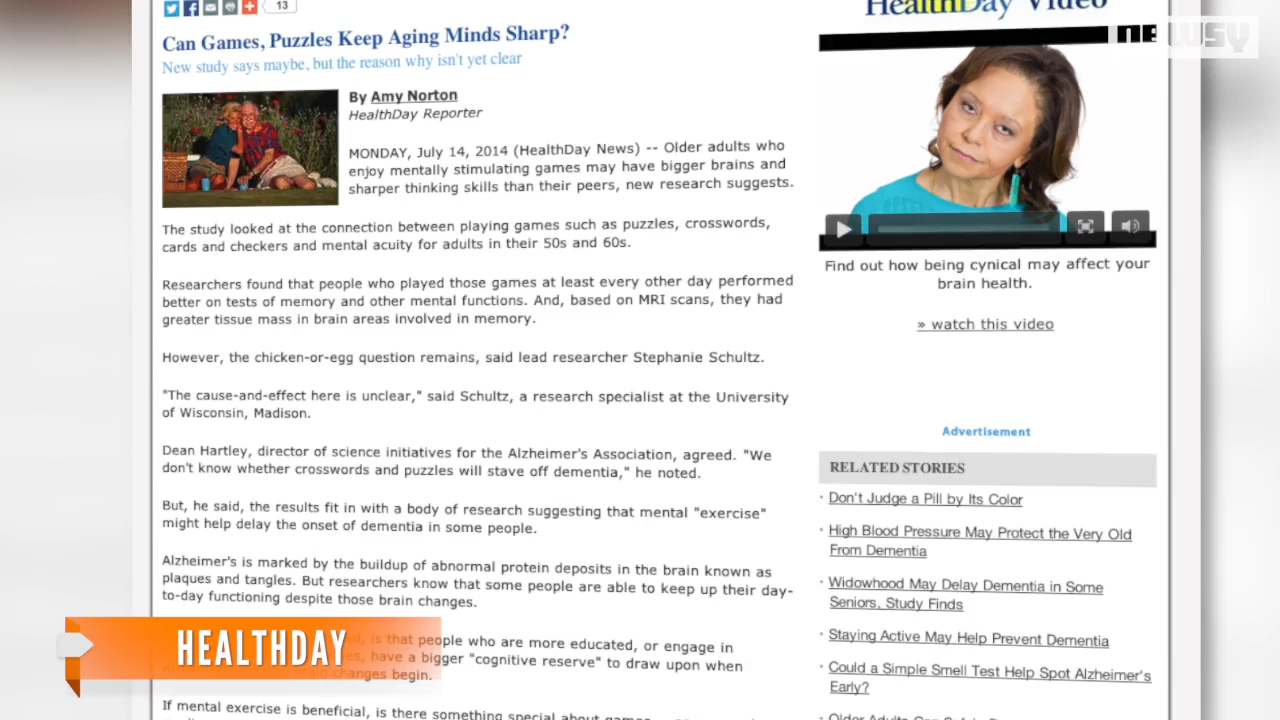 13
HealthDay Video
newsy
Can Games, Puzzles Keep Aging Minds Sharp?
New study says maybe, but the reason why isn't yet clear
By Amy Norton
HealthDay Reporter
MONDAY, July 14, 2014 (HealthDay News) -- Older adults who
enjoy mentally stimulating games may have bigger brains and
sharper thinking skills than their peers, new research suggests.
The study looked at the connection between playing games such as puzzles, crosswords,
cards and checkers and mental acuity for adults in their 50s and 60s.
Researchers found that people who played those games at least every other day performed
better on tests of memory and other mental functions. And, based on MRI scans, they had
greater tissue mass in brain areas involved in memory.
However, the chicken-or-egg question remains, said lead researcher Stephanie Schultz.
"The cause-and-effect here is unclear," said Schultz, a research specialist at the University
of Wisconsin, Madison.
Dean Hartley, director of science initiatives for the Alzheimer's Association, agreed. "We
don't know whether crosswords and puzzles will stave off dementia," he noted.
But, he said, the results fit in with a body of research suggesting that mental "exercise"
might help delay the onset of dementia in some people.
Alzheimer's is marked by the buildup of abnormal protein deposits in the brain known as
plaques and tangles. But researchers know that some people are able to keep up their day-
to-day functioning despite those brain changes.
is that people who are more educated, or engage in
have a bigger "cognitive reserve" to draw upon when
changes begin.
If mental exercise is beneficial, is there something special about
HEALTHDAY
Find out how being cynical may affect your
brain health.
» watch this video
Advertisement
RELATED STORIES
Don't Judge a Pill by Its Color
High Blood Pressure May Protect the Very Old
From Dementia
Widowhood May Delay Dementia in Some
Seniors, Study Finds
Staying Active May Help Prevent Dementia
Could a Simple Smell Test Help Spot Alzheimer's
Early?
Older Adults Can